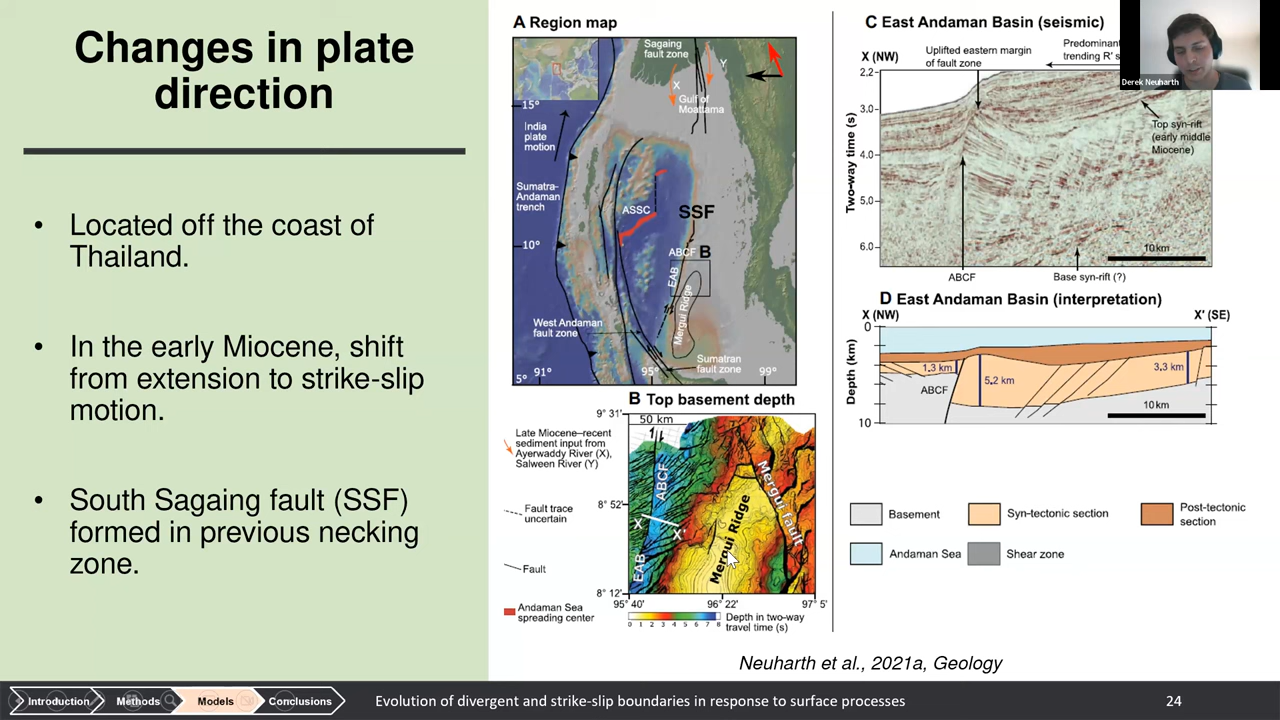 Changes in plate
direction
• Located off the coast of
Thailand.
• In the early Miocene, shift
from extension to strike-slip
motion.
• South Sagaing fault (SSF)
formed in previous necking
zone.
A Region map
Sagaing
fault zone
Y
X
Gulf of
Moattama
15°
India
plate
motion
Sumatra-
Andaman
trench
ASSC
SSF
10°
ABCF
B
EAB
Mergui Ridge
West Andaman
fault zone
Sumatran
fault zone
5°
91°
95°
99°
B Top basement depth
9° 31'
50 km
Late Miocene–recent
sediment input from
Ayerwaddy River (X),
Salween River (Y)
ABCF
Mergui fault
8° 52'
Fault trace
uncertain
X
X'
Mergui Ridge
Fault
EAB
8° 12'
95° 40'
96° 22'
97° 5'
Andaman Sea
spreading center
0 1 2 3 4 5 6 7 8
Depth in two-way
travel time (s)
C East Andaman Basin (seismic)
X (NW)
Uplifted eastern margin
of fault zone
Predominant
trending R' s
Derek Neuharth
2.2
3.0
4.0
5.0
6.0
Two-way time (s)
Top syn-rift
(early middle
Miocene)
10km
ABCF
Base syn-rift (?)
D East Andaman Basin (interpretation)
X (NW)
X' (SE)
0
10
Depth (km)
1.3 km
ABCF
5.2 km
3.3 km
10km
Basement
Syn-tectonic section
Post-tectonic
section
Andaman Sea
Shear zone
Neuharth et al., 2021a, Geology
Introduction
Methods
Models
Conclusions
Evolution of divergent and strike-slip boundaries in response to surface processes
24